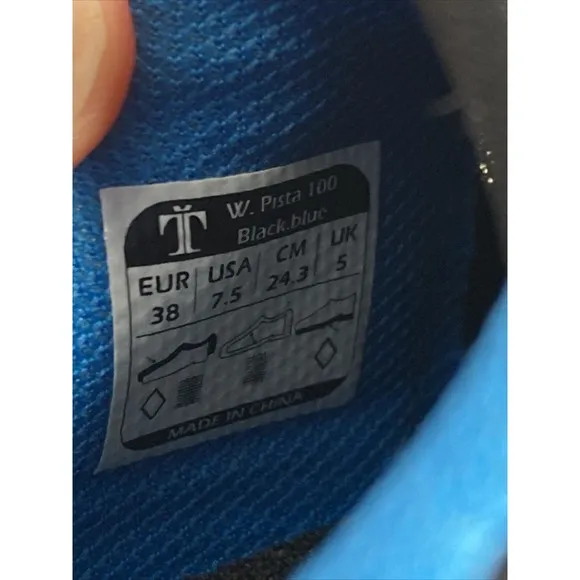 Ť W. Pista 100
Black.blue
EUR USA CM UK
38 7.5 24.3 5
MADE IN CHINA